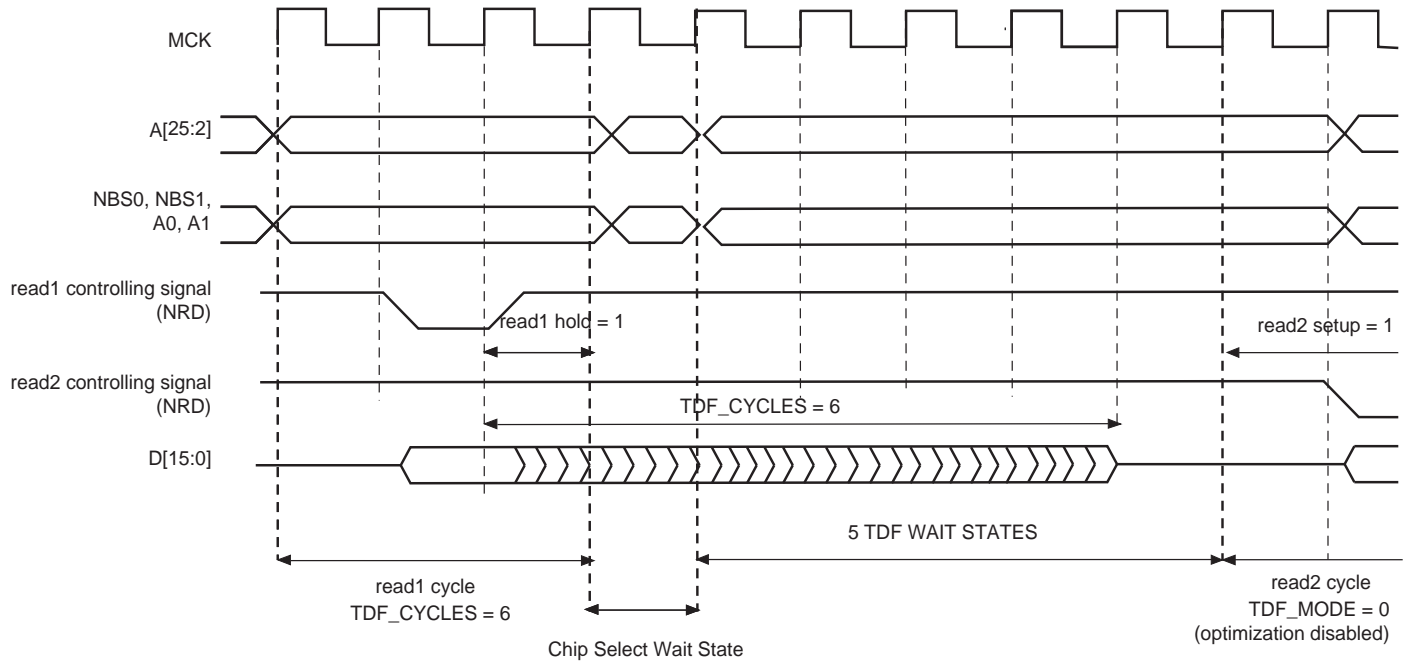 MCK
A[25:2]
NBS0, NBS1,
A0, A1
read1 controlling signal
(NRD)
read1 hold = 1
read2 setup = 1
read2 controlling signal
(NRD)
TDF_CYCLES = 6
D[15:0]
5 TDF WAIT STATES
read1 cycle
TDF_CYCLES = 6
read2 cycle
TDF_MODE = 0
(optimization disabled)
Chip Select Wait State